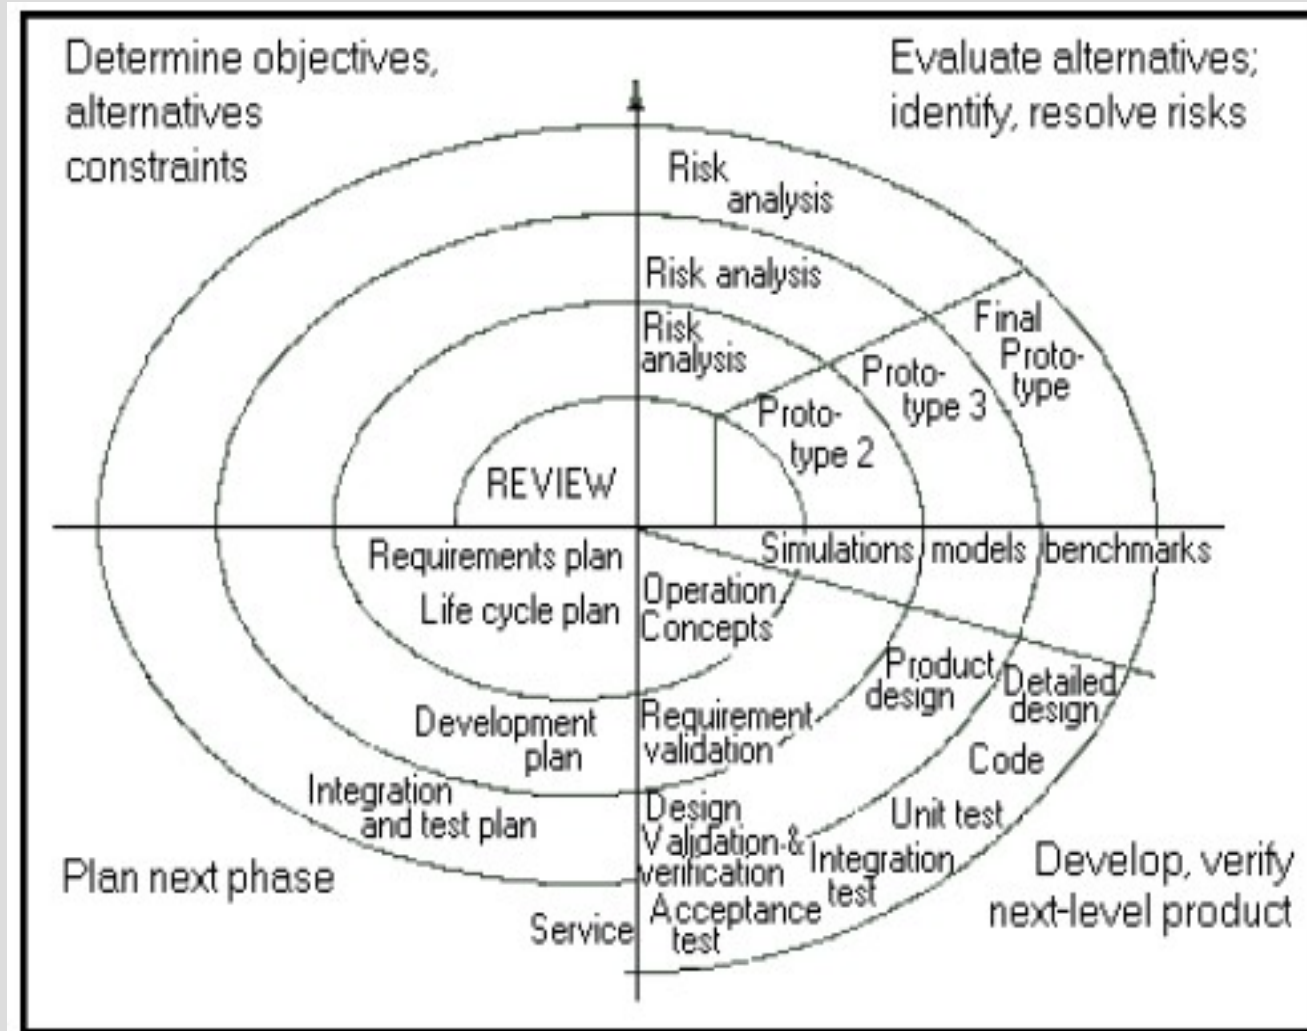 Determine objectives,
alternatives
constraints
Evaluate alternatives;
identify, resolve risks
Risk
analysis
Risk analysis
Risk
analysis
Final
Proto-
type
Proto-
type 3
Proto-
type 2
REVIEW
Simulations models benchmarks
Requirements plan
Life cycle plan
Operation
Concepts
Product
design
Detailed
design
Development
plan
Requirement
validation
Code
Integration
and test plan
Design
Validation &
verification
Unit test
Integration
test
Acceptance
test
Service
Plan next phase
Develop, verify
next-level product